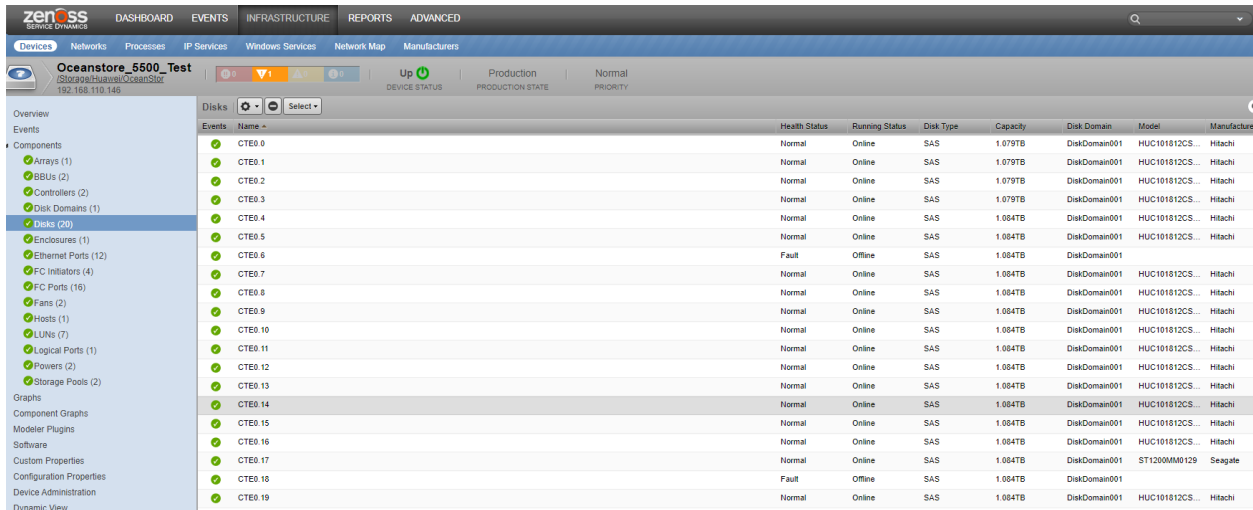 zenoss
SERVICE DYNAMICS
DASHBOARD EVENTS INFRASTRUCTURE REPORTS ADVANCED
Devices Networks Processes IP Services Windows Services Network Map Manufacturers
Oceanstore_5500_Test
/Storage/Huawei/OceanStor
192.168.110.146
0 1 0 0
Up
DEVICE STATUS
Production
PRODUCTION STATE
Normal
PRIORITY
Overview
Events
Components
Arrays (1)
BBUs (2)
Controllers (2)
Disk Domains (1)
Disks (20)
Enclosures (1)
Ethernet Ports (12)
FC Initiators (4)
FC Ports (16)
Fans (2)
Hosts (1)
LUNs (7)
Logical Ports (1)
Powers (2)
Storage Pools (2)
Graphs
Component Graphs
Modeler Plugins
Software
Custom Properties
Configuration Properties
Device Administration
Dynamic View
Disks Select
Events Name Health Status Running Status Disk Type Capacity Disk Domain Model Manufacture
CTE0.0 Normal Online SAS 1.079TB DiskDomain001 HUC101812CS... Hitachi
CTE0.1 Normal Online SAS 1.079TB DiskDomain001 HUC101812CS... Hitachi
CTE0.2 Normal Online SAS 1.079TB DiskDomain001 HUC101812CS... Hitachi
CTE0.3 Normal Online SAS 1.079TB DiskDomain001 HUC101812CS... Hitachi
CTE0.4 Normal Online SAS 1.084TB DiskDomain001 HUC101812CS... Hitachi
CTE0.5 Normal Online SAS 1.084TB DiskDomain001 HUC101812CS... Hitachi
CTE0.6 Fault Offline SAS 1.084TB DiskDomain001
CTE0.7 Normal Online SAS 1.084TB DiskDomain001 HUC101812CS... Hitachi
CTE0.8 Normal Online SAS 1.084TB DiskDomain001 HUC101812CS... Hitachi
CTE0.9 Normal Online SAS 1.084TB DiskDomain001 HUC101812CS... Hitachi
CTE0.10 Normal Online SAS 1.084TB DiskDomain001 HUC101812CS... Hitachi
CTE0.11 Normal Online SAS 1.084TB DiskDomain001 HUC101812CS... Hitachi
CTE0.12 Normal Online SAS 1.084TB DiskDomain001 HUC101812CS... Hitachi
CTE0.13 Normal Online SAS 1.084TB DiskDomain001 HUC101812CS... Hitachi
CTE0.14 Normal Online SAS 1.084TB DiskDomain001 HUC101812CS... Hitachi
CTE0.15 Normal Online SAS 1.084TB DiskDomain001 HUC101812CS... Hitachi
CTE0.16 Normal Online SAS 1.084TB DiskDomain001 HUC101812CS... Hitachi
CTE0.17 Normal Online SAS 1.084TB DiskDomain001 ST1200MM0129 Seagate
CTE0.18 Fault Offline SAS 1.084TB DiskDomain001
CTE0.19 Normal Online SAS 1.084TB DiskDomain001 HUC101812CS... Hitachi